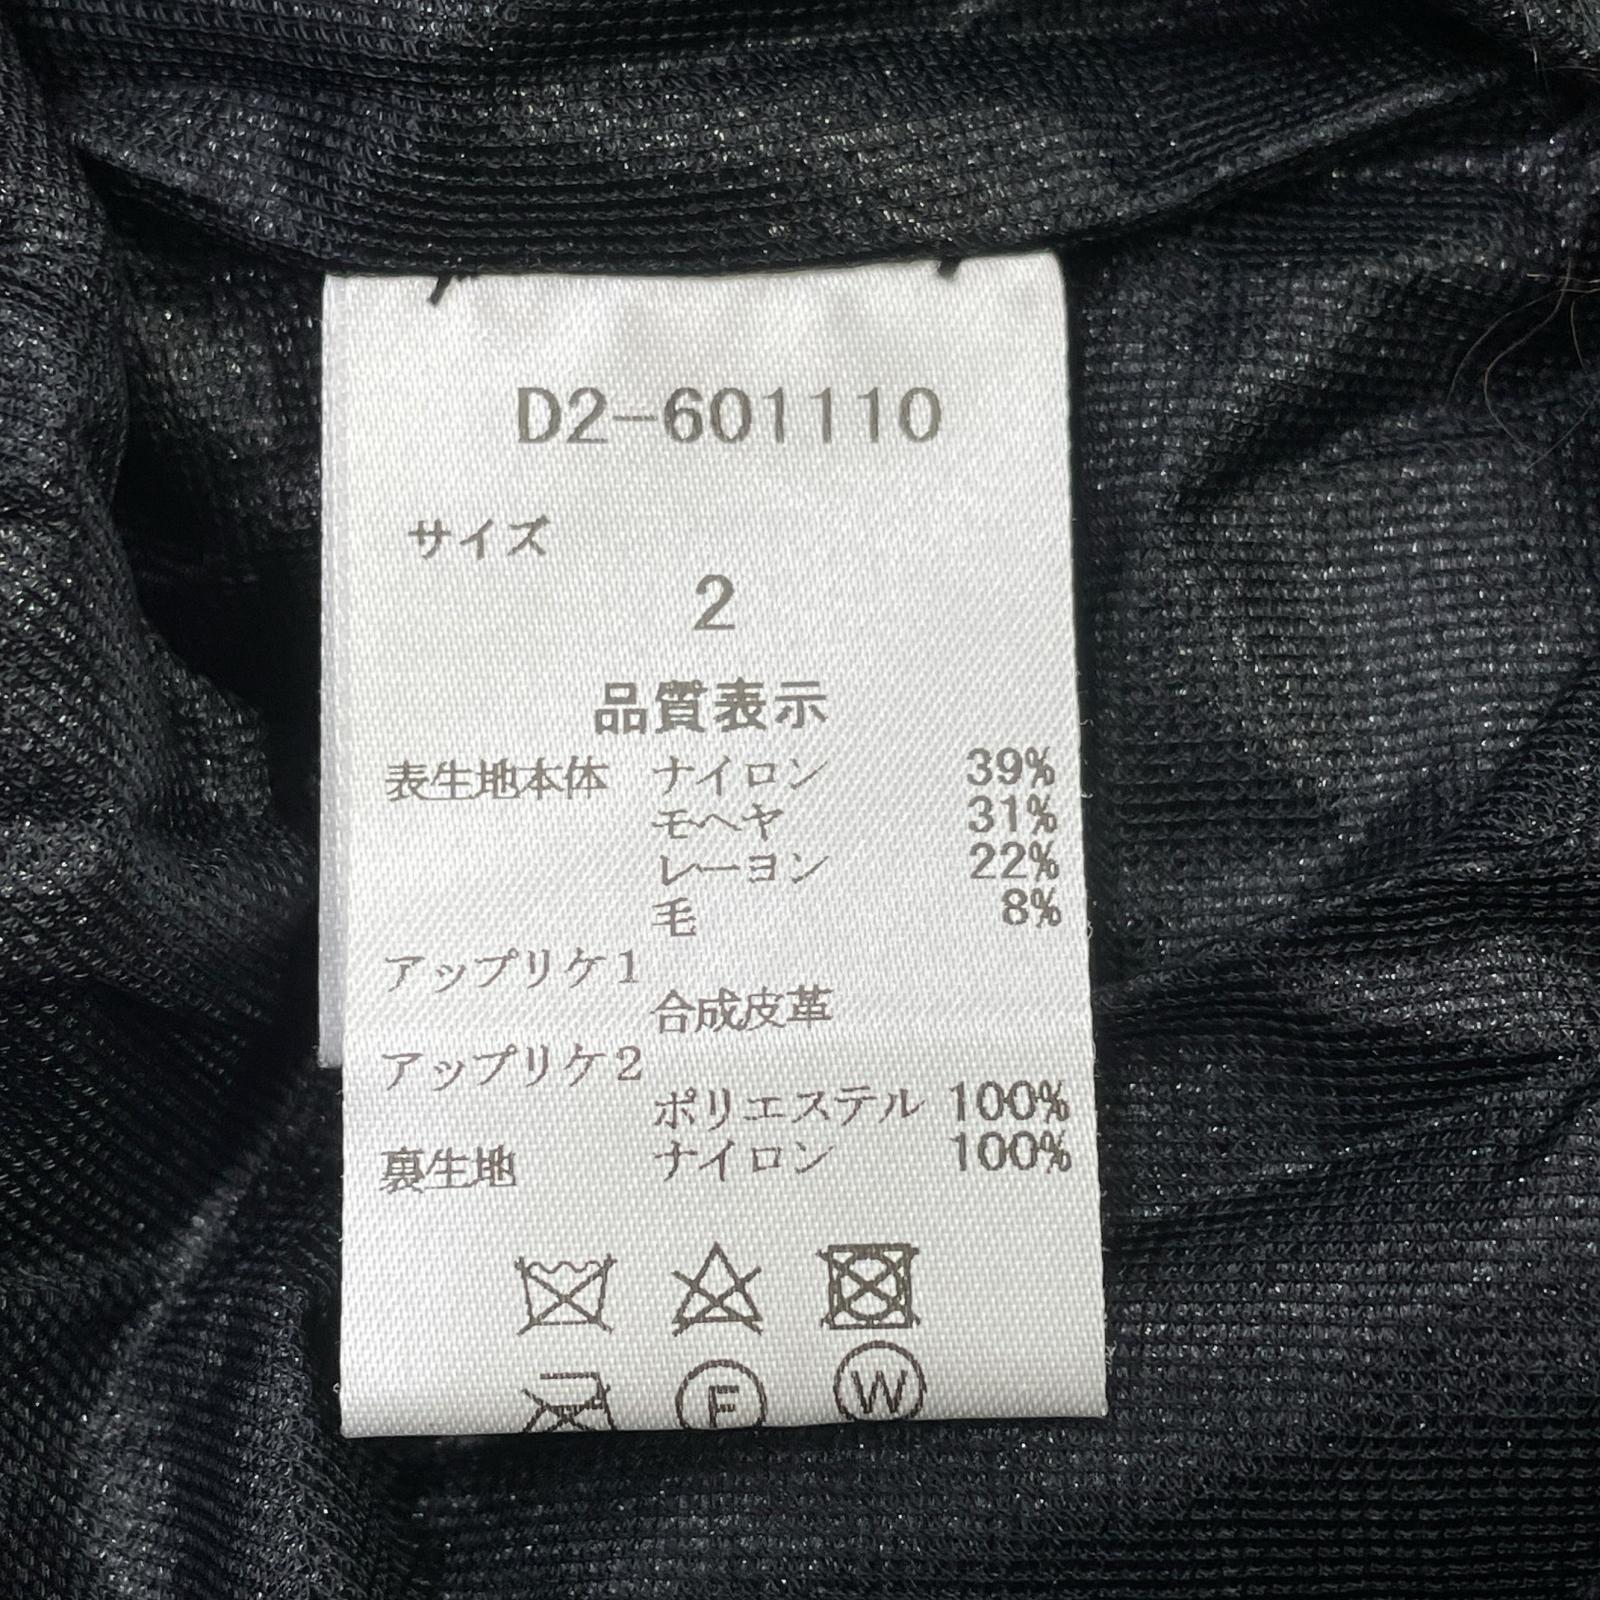 D2-601110
サイズ
2
品質表示
表生地本体 ナイロン 39%
モヘヤ 31%
レーヨン 22%
毛 8%
アップリケ1
合成皮革
アップリケ2
ポリエステル 100%
裏生地 ナイロン 100%
F W